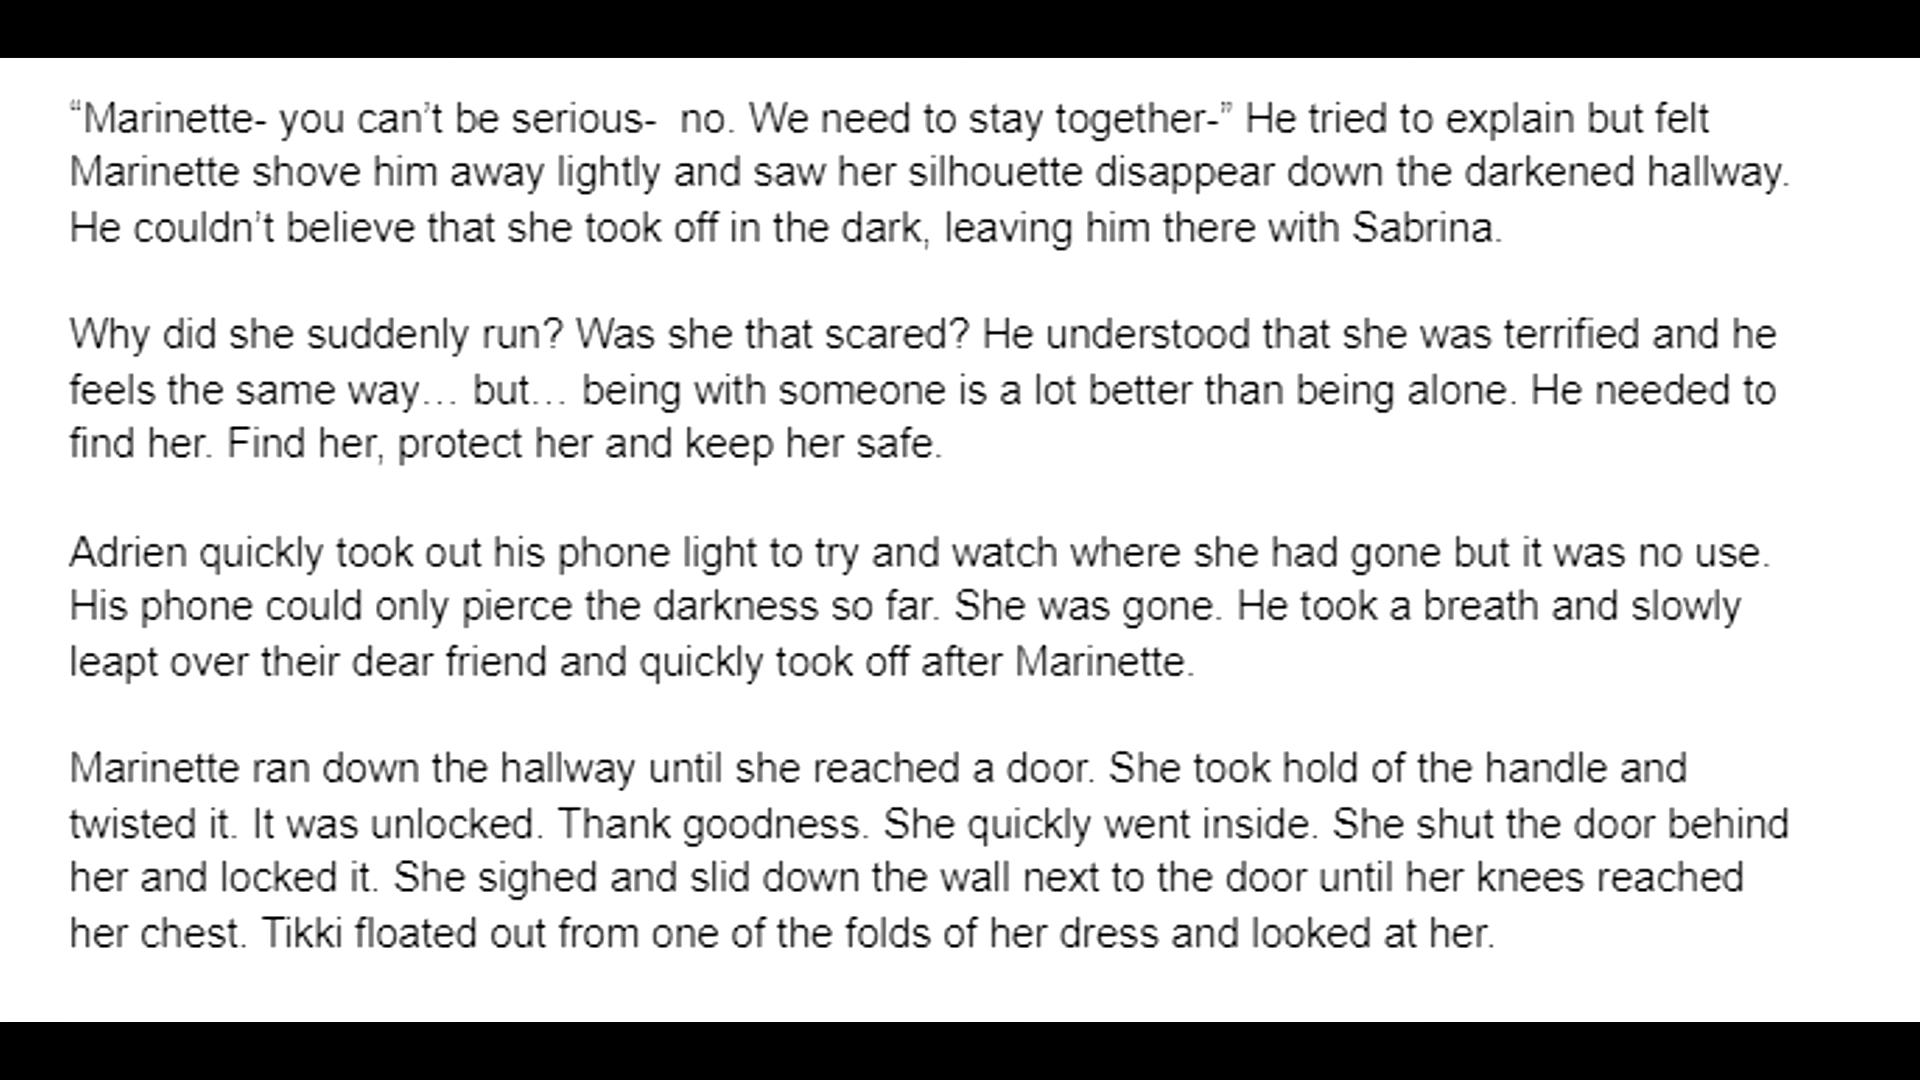 “Marinette- you can’t be serious-  no. We need to stay together-” He tried to explain but felt
Marinette shove him away lightly and saw her silhouette disappear down the darkened hallway.
He couldn’t believe that she took off in the dark, leaving him there with Sabrina.
Why did she suddenly run? Was she that scared? He understood that she was terrified and he
feels the same way… but… being with someone is a lot better than being alone. He needed to
find her. Find her, protect her and keep her safe.
Adrien quickly took out his phone light to try and watch where she had gone but it was no use.
His phone could only pierce the darkness so far. She was gone. He took a breath and slowly
leapt over their dear friend and quickly took off after Marinette.
Marinette ran down the hallway until she reached a door. She took hold of the handle and
twisted it. It was unlocked. Thank goodness. She quickly went inside. She shut the door behind
her and locked it. She sighed and slid down the wall next to the door until her knees reached
her chest. Tikki floated out from one of the folds of her dress and looked at her.